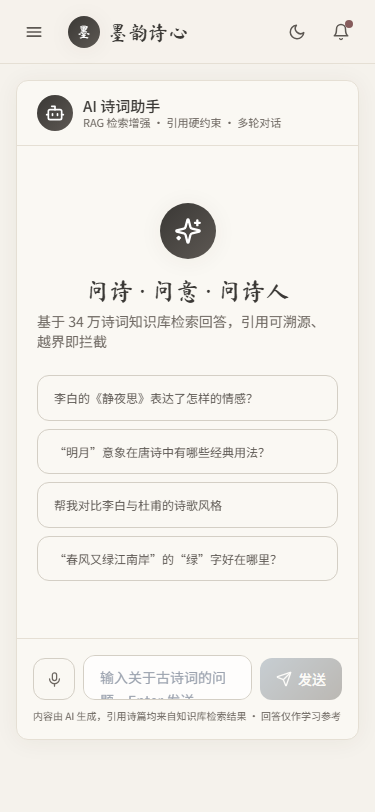 墨 墨韵诗心
AI 诗词助手
RAG 检索增强 · 引用硬约束 · 多轮对话
问诗 · 问意 · 问诗人
基于 34 万诗词知识库检索回答，引用可溯源、
越界即拦截
李白的《静夜思》表达了怎样的情感？
“明月”意象在唐诗中有哪些经典用法？
帮我对比李白与杜甫的诗歌风格
“春风又绿江南岸”的“绿”字好在哪里？
输入关于古诗词的问
题，Enter 发送
发送
内容由 AI 生成，引用诗篇均来自知识库检索结果 · 回答仅作学习参考